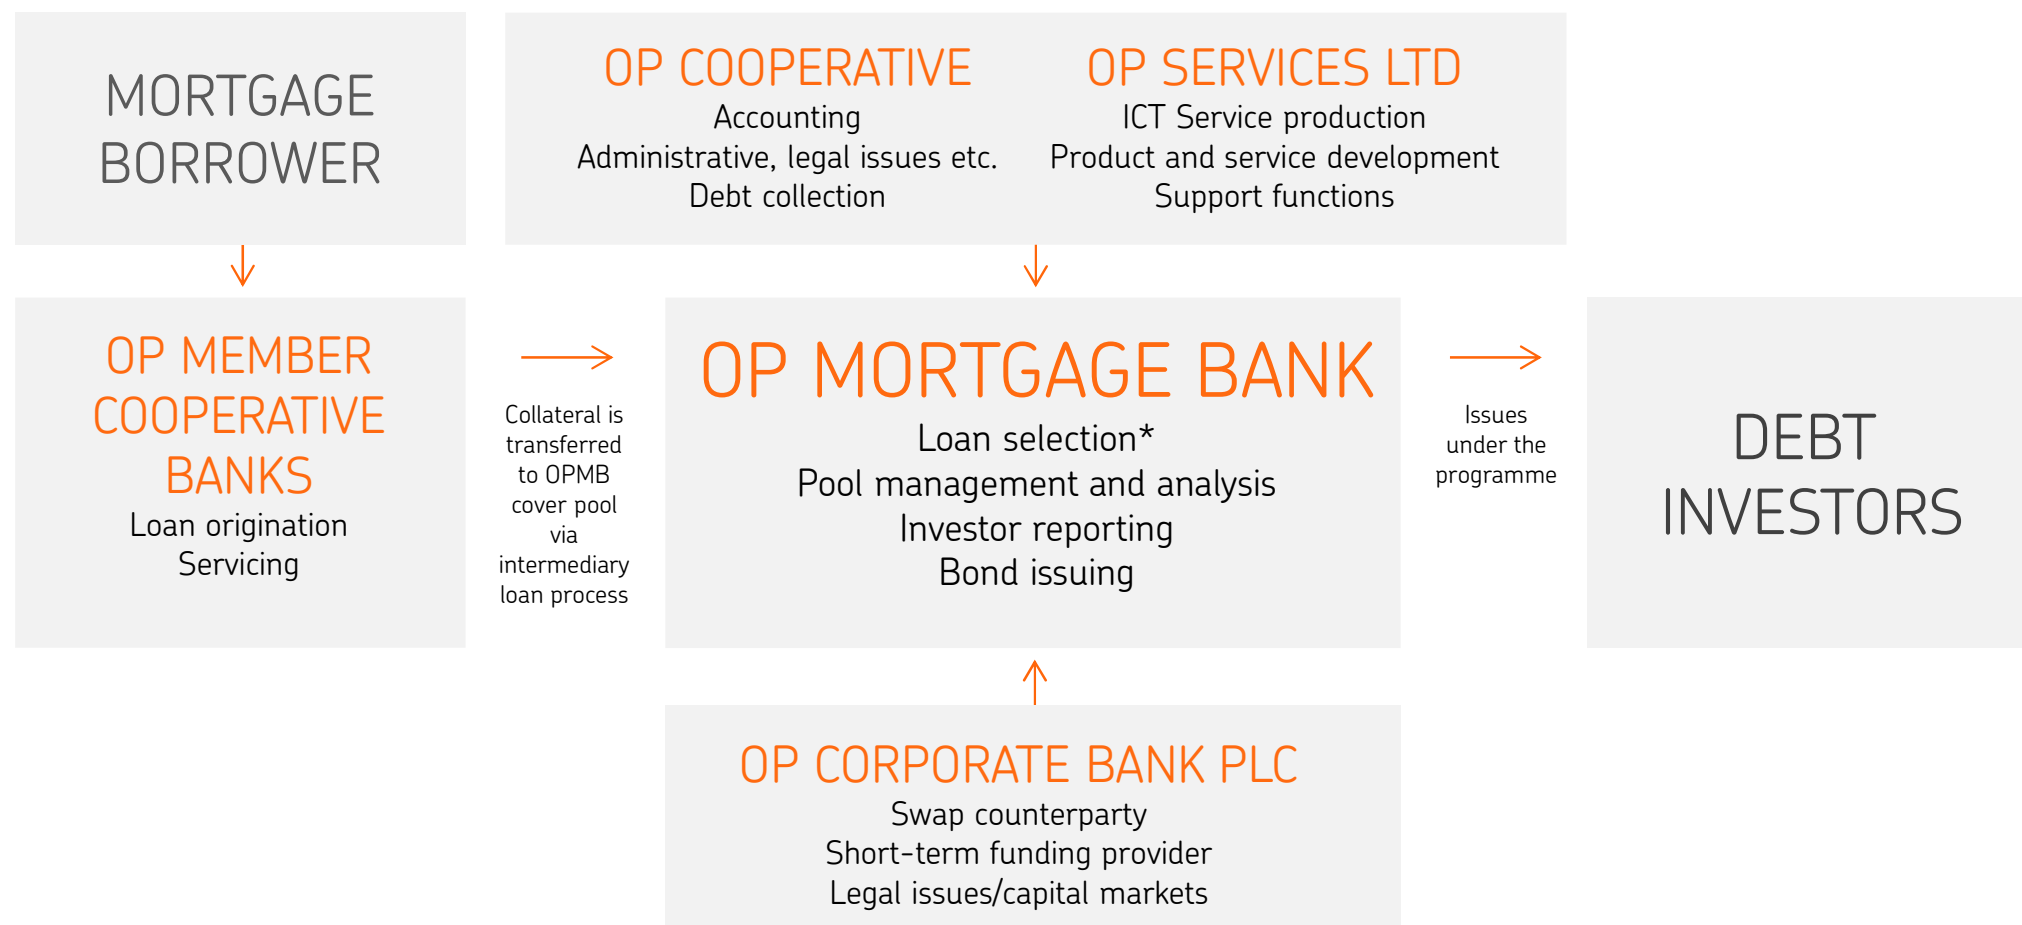 MORTGAGE
BORROWER
OP COOPERATIVE
Accounting
Administrative, legal issues etc.
Debt collection
OP SERVICES LTD
ICT Service production
Product and service development
Support functions
OP MEMBER
COOPERATIVE
BANKS
Loan origination
Servicing
Collateral is
transferred
to OPMB
cover pool
via
intermediary
loan process
OP MORTGAGE BANK
Loan selection*
Pool management and analysis
Investor reporting
Bond issuing
Issues
under the
programme
DEBT
INVESTORS
OP CORPORATE BANK PLC
Swap counterparty
Short-term funding provider
Legal issues/capital markets